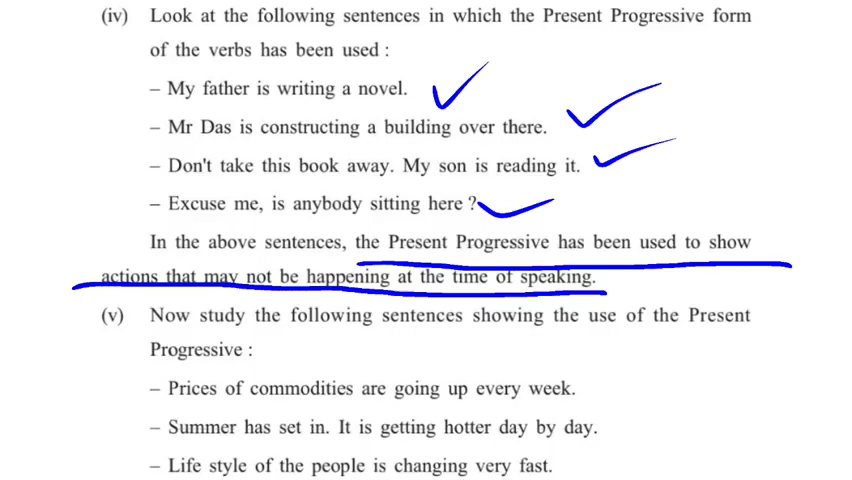 (iv) Look at the following sentences in which the Present Progressive form
of the verbs has been used :
– My father is writing a novel.
– Mr Das is constructing a building over there.
– Don't take this book away. My son is reading it.
– Excuse me, is anybody sitting here ?
In the above sentences, the Present Progressive has been used to show
actions that may not be happening at the time of speaking.
(v) Now study the following sentences showing the use of the Present
Progressive :
– Prices of commodities are going up every week.
– Summer has set in. It is getting hotter day by day.
– Life style of the people is changing very fast.